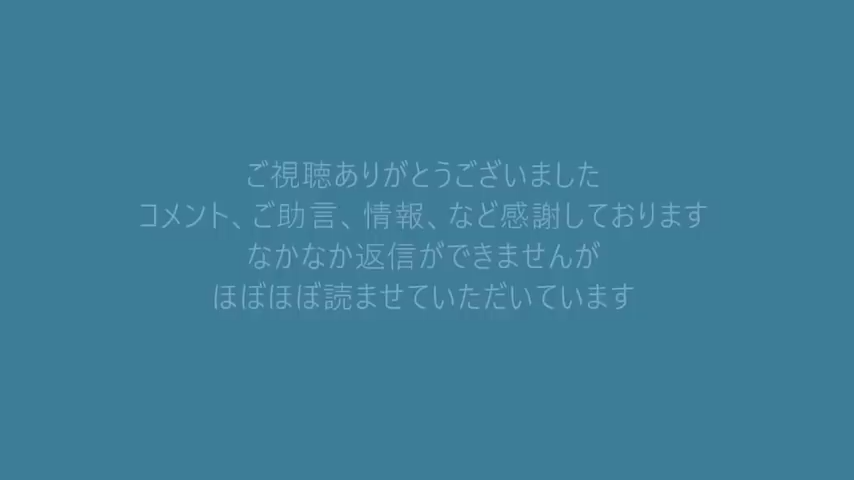 ご視聴ありがとうございました
コメント、ご助言、情報、など感謝しております
なかなか返信ができませんが
ほぼほぼ読ませていただいています